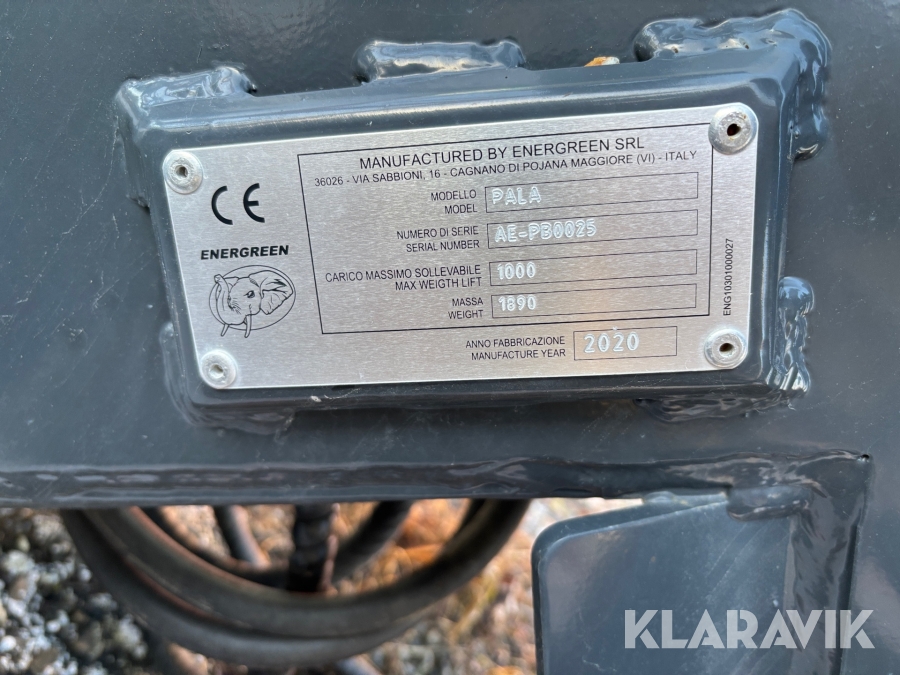 MANUFACTURED BY ENERGREEN SRL
36026 - VIA SABBIONI, 16 - CAGNANO DI POJANA MAGGIORE (VI) - ITALY
CE
ENERGREEN
MODELLO
MODEL
PALA
NUMERO DI SERIE
SERIAL NUMBER
AE-PB0025
CARICO MASSIMO SOLLEVABILE
MAX WEIGTH LIFT
1000
MASSA
WEIGHT
1890
ANNO FABBRICAZIONE
MANUFACTURE YEAR
2020
ENG10301000027
KLARAVIK